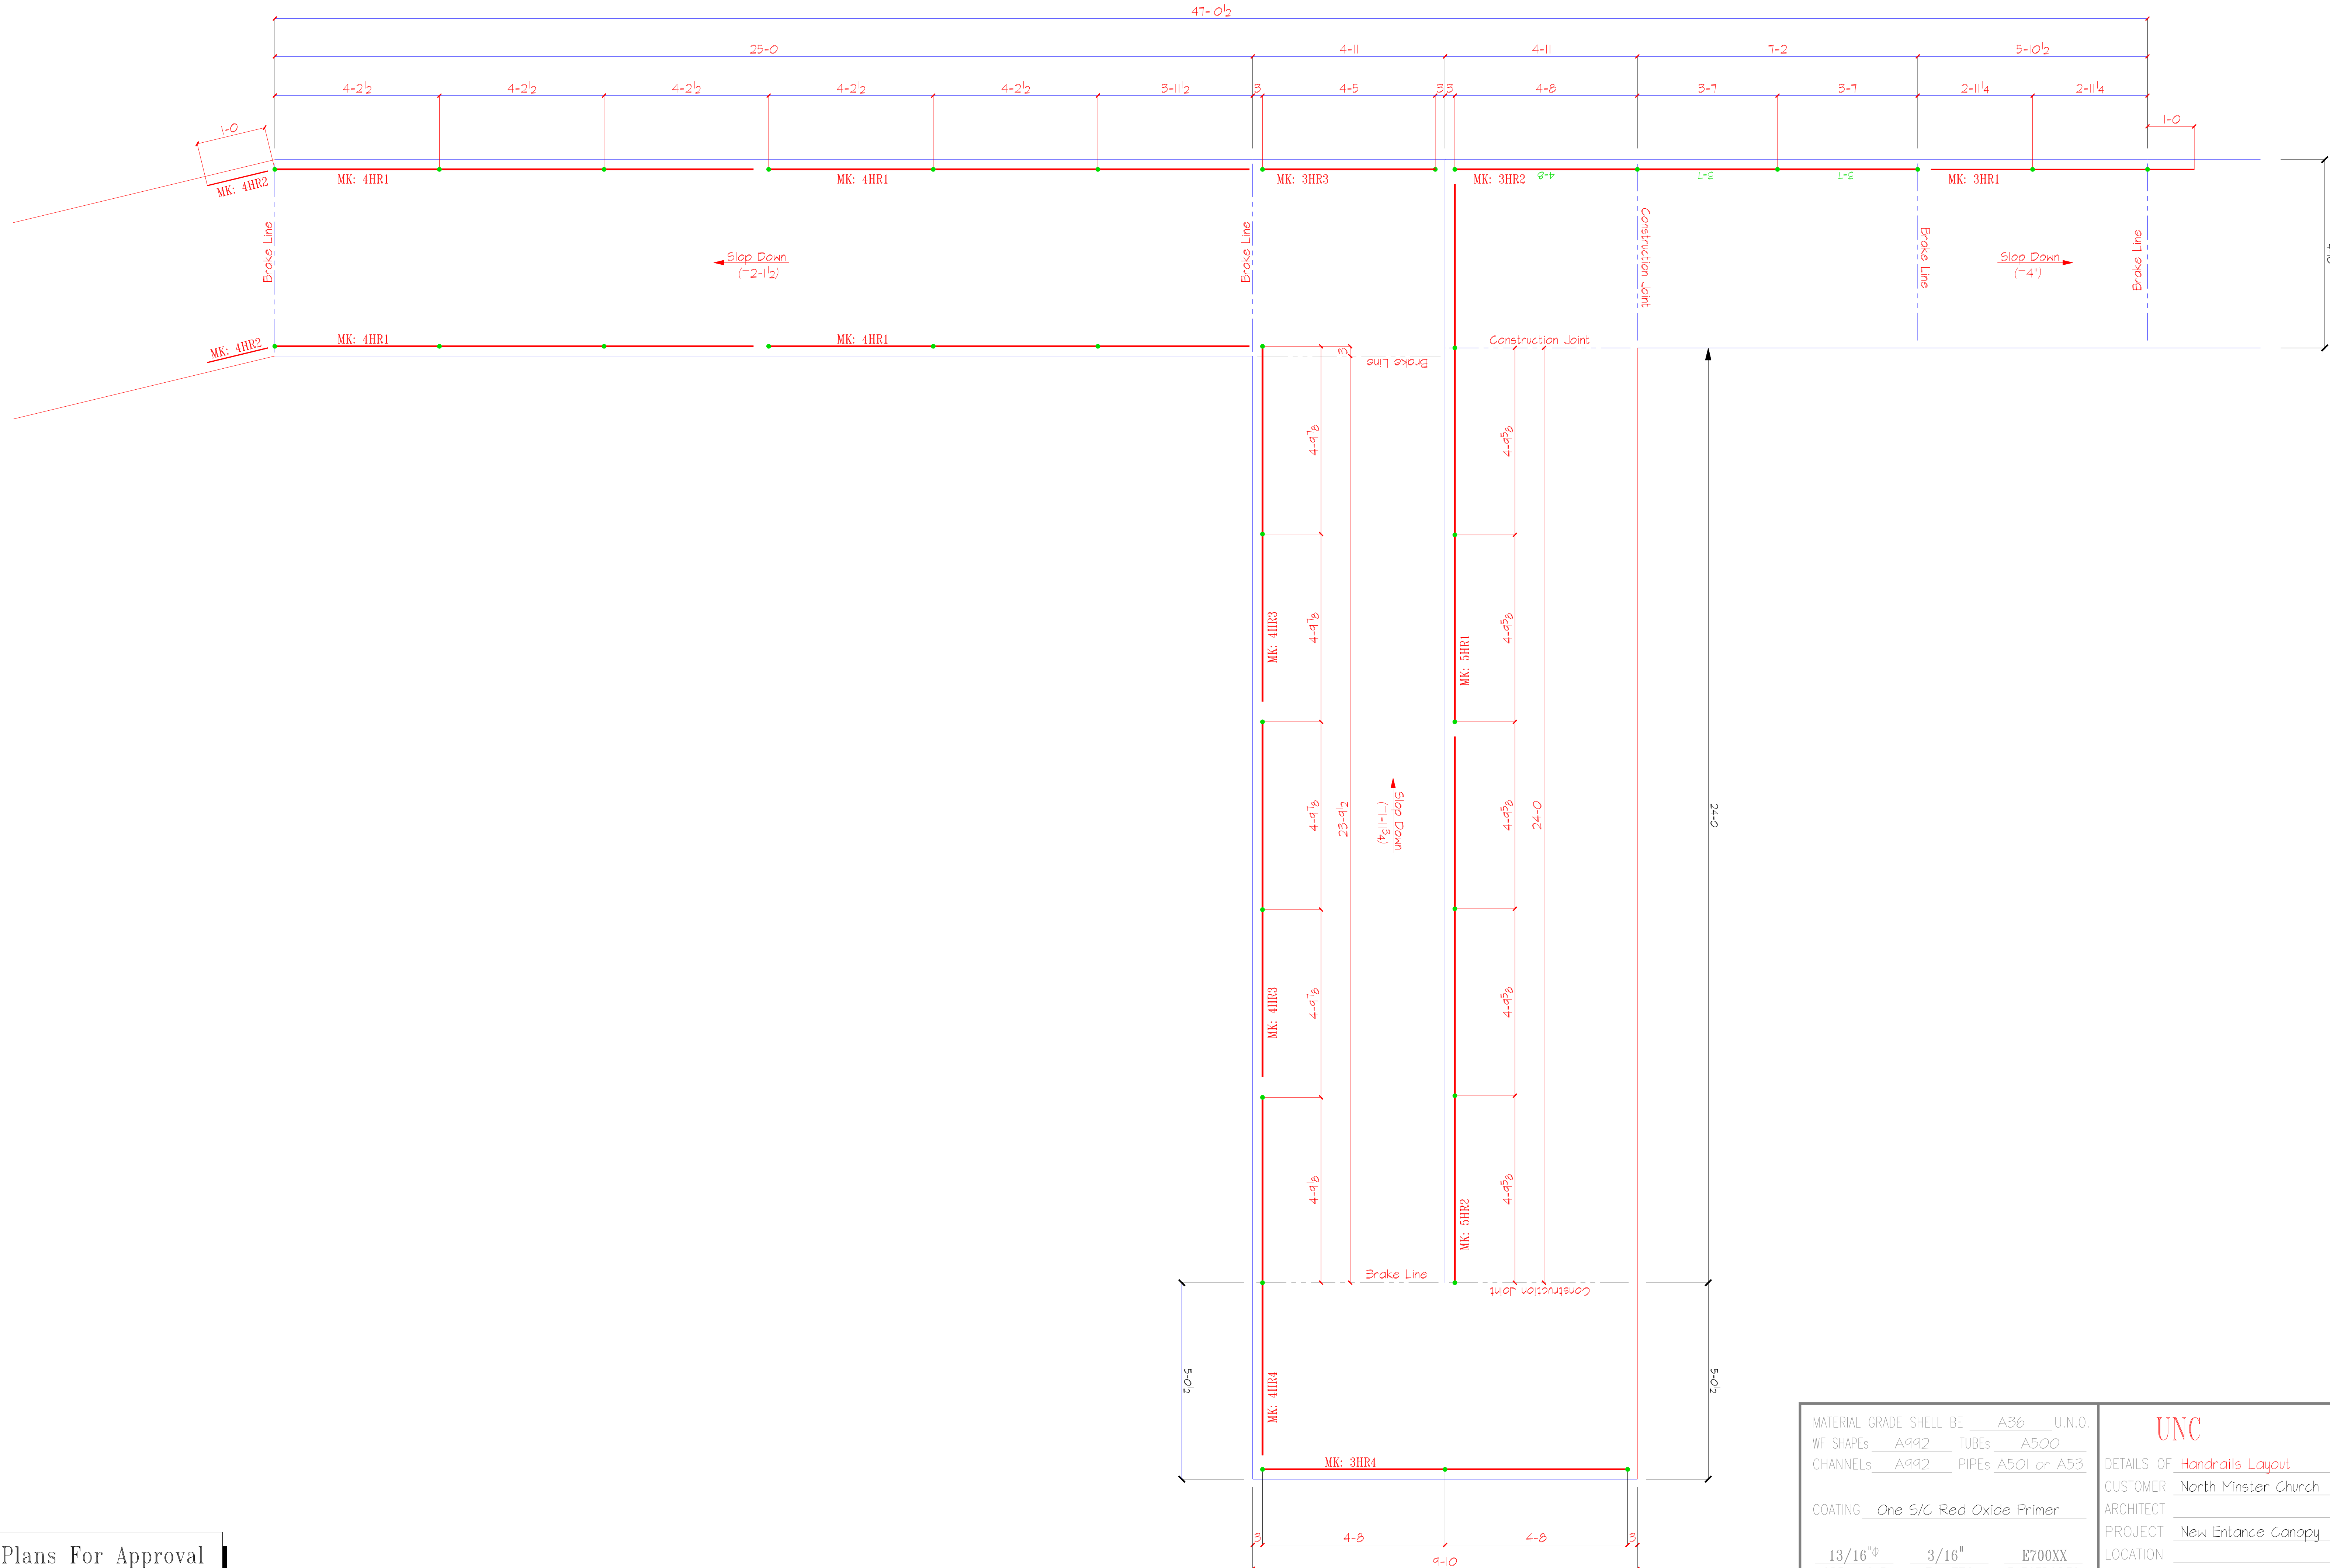 47-10½
25-0
4-11
4-11
7-2
5-10½
4-2½
4-2½
4-2½
4-2½
4-2½
3-11½
3
4-5
3
3
4-8
3-7
3-7
2-11¼
2-11¼
1-0
1-0
MK: 4HR2
MK: 4HR1
MK: 4HR1
MK: 3HR3
MK: 3HR2
4-8
3-7
3-7
MK: 3HR1
Brake Line
Slop Down
(~2-1½)
Brake Line
Construction Joint
Brake Line
Slop Down
(~4")
Brake Line
MK: 4HR2
MK: 4HR1
MK: 4HR1
3
Brake Line
Construction Joint
4-9⅞
4-9⅝
MK: 4HR3
4-9⅞
MK: 5HR1
4-9⅝
4-9⅞
23-9½
Slop Down
(~1-11¾)
4-9⅝
24-0
24-0
MK: 4HR3
4-9⅞
4-9⅝
4-9⅛
MK: 5HR2
4-9⅝
Brake Line
Construction Joint
5-0½
MK: 4HR4
5-0½
MK: 3HR4
3
4-8
4-8
3
9-10
Plans For Approval
MATERIAL GRADE SHELL BE A36 U.N.O.
WF SHAPEs A992 TUBEs A500
CHANNELs A992 PIPEs A501 or A53
COATING One S/C Red Oxide Primer
13/16"Ø 3/16" E700XX
UNC
DETAILS OF Handrails Layout
CUSTOMER North Minster Church
ARCHITECT
PROJECT New Entance Canopy
LOCATION